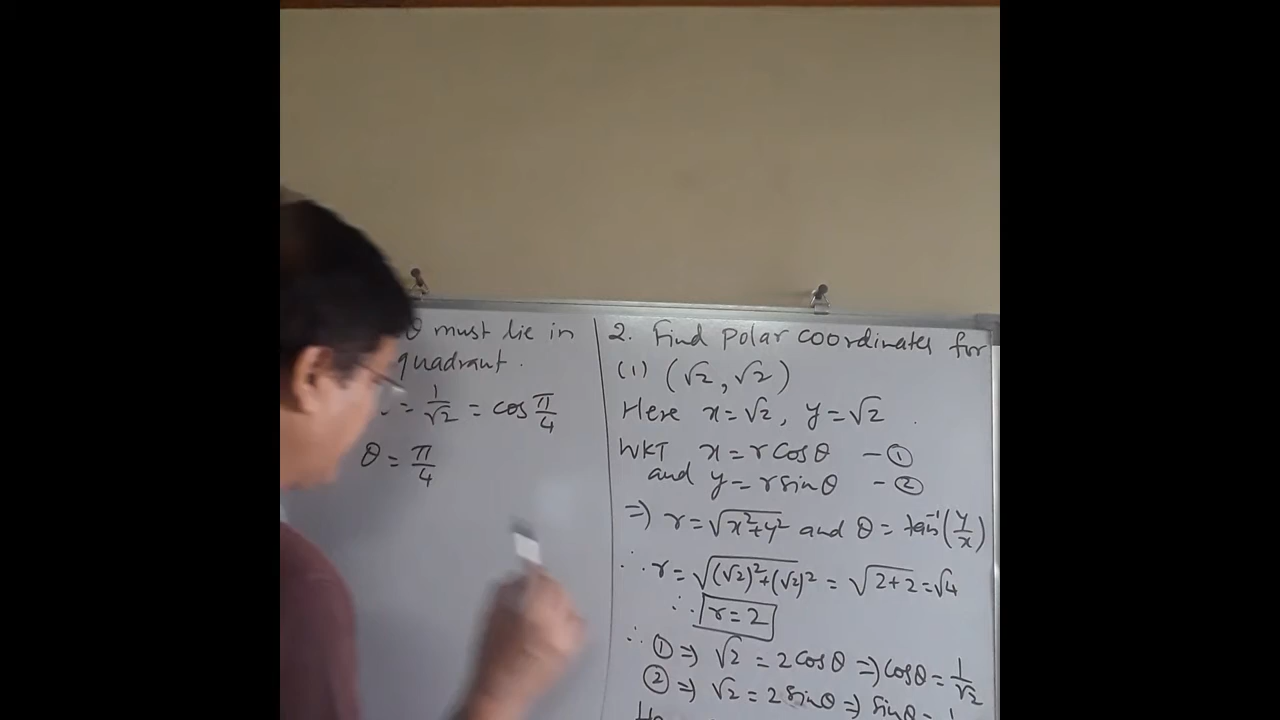 θ must lie in
quadrant.
= 1/√2 = cos π/4
θ = π/4
2. Find polar coordinates for
(1) (√2, √2)
Here x = √2, y = √2.
WKT x = r cosθ — ①
and y = r sinθ — ②
⇒ r = √(x²+y²) and θ = tan⁻¹(y/x)
∴ r = √((√2)²+(√2)²) = √(2+2) = √4
∴ r = 2
∴ ① ⇒ √2 = 2cosθ ⇒ cosθ = 1/√2
② ⇒ √2 = 2sinθ ⇒ sinθ =